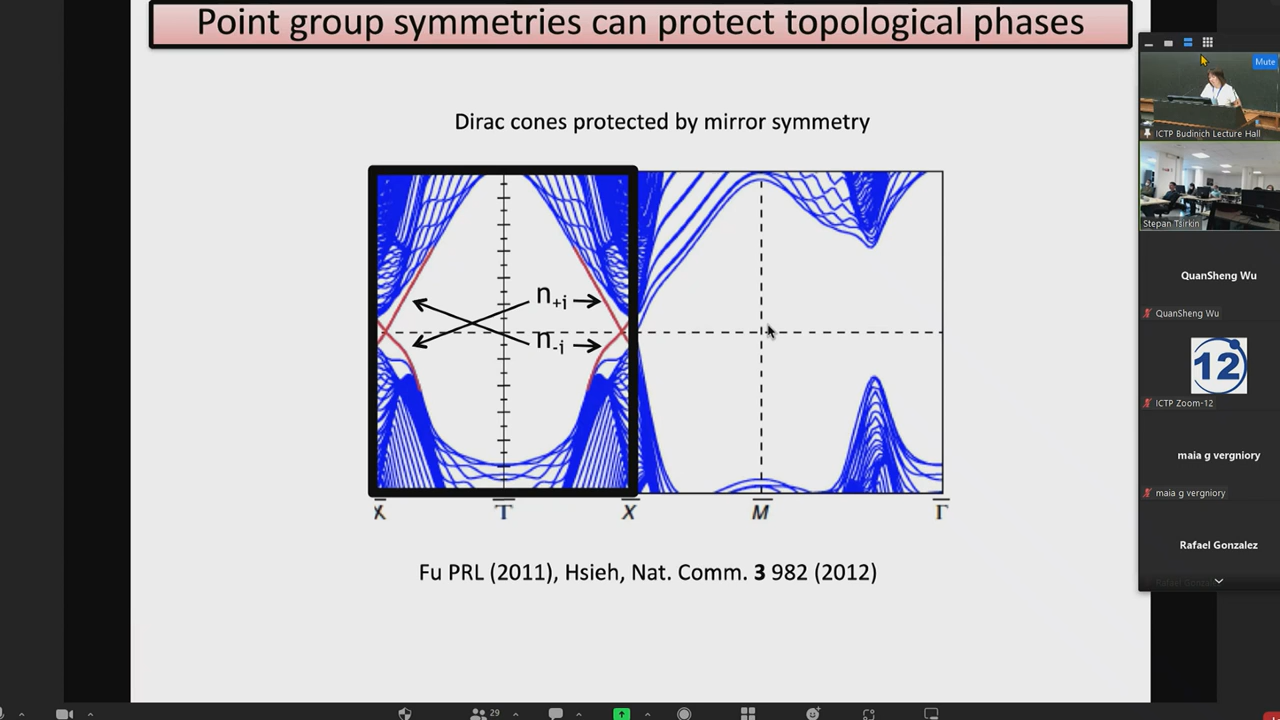 Point group symmetries can protect topological phases
Dirac cones protected by mirror symmetry
n+i
n-i
X̅
Γ̅
X̅
M̅
Γ̅
Fu PRL (2011), Hsieh, Nat. Comm. 3 982 (2012)
Mute
ICTP Budinich Lecture Hall
Stepan Tsirkin
QuanSheng Wu
QuanSheng Wu
12
ICTP Zoom-12
maia g vergniory
maia g vergniory
Rafael Gonzalez
29